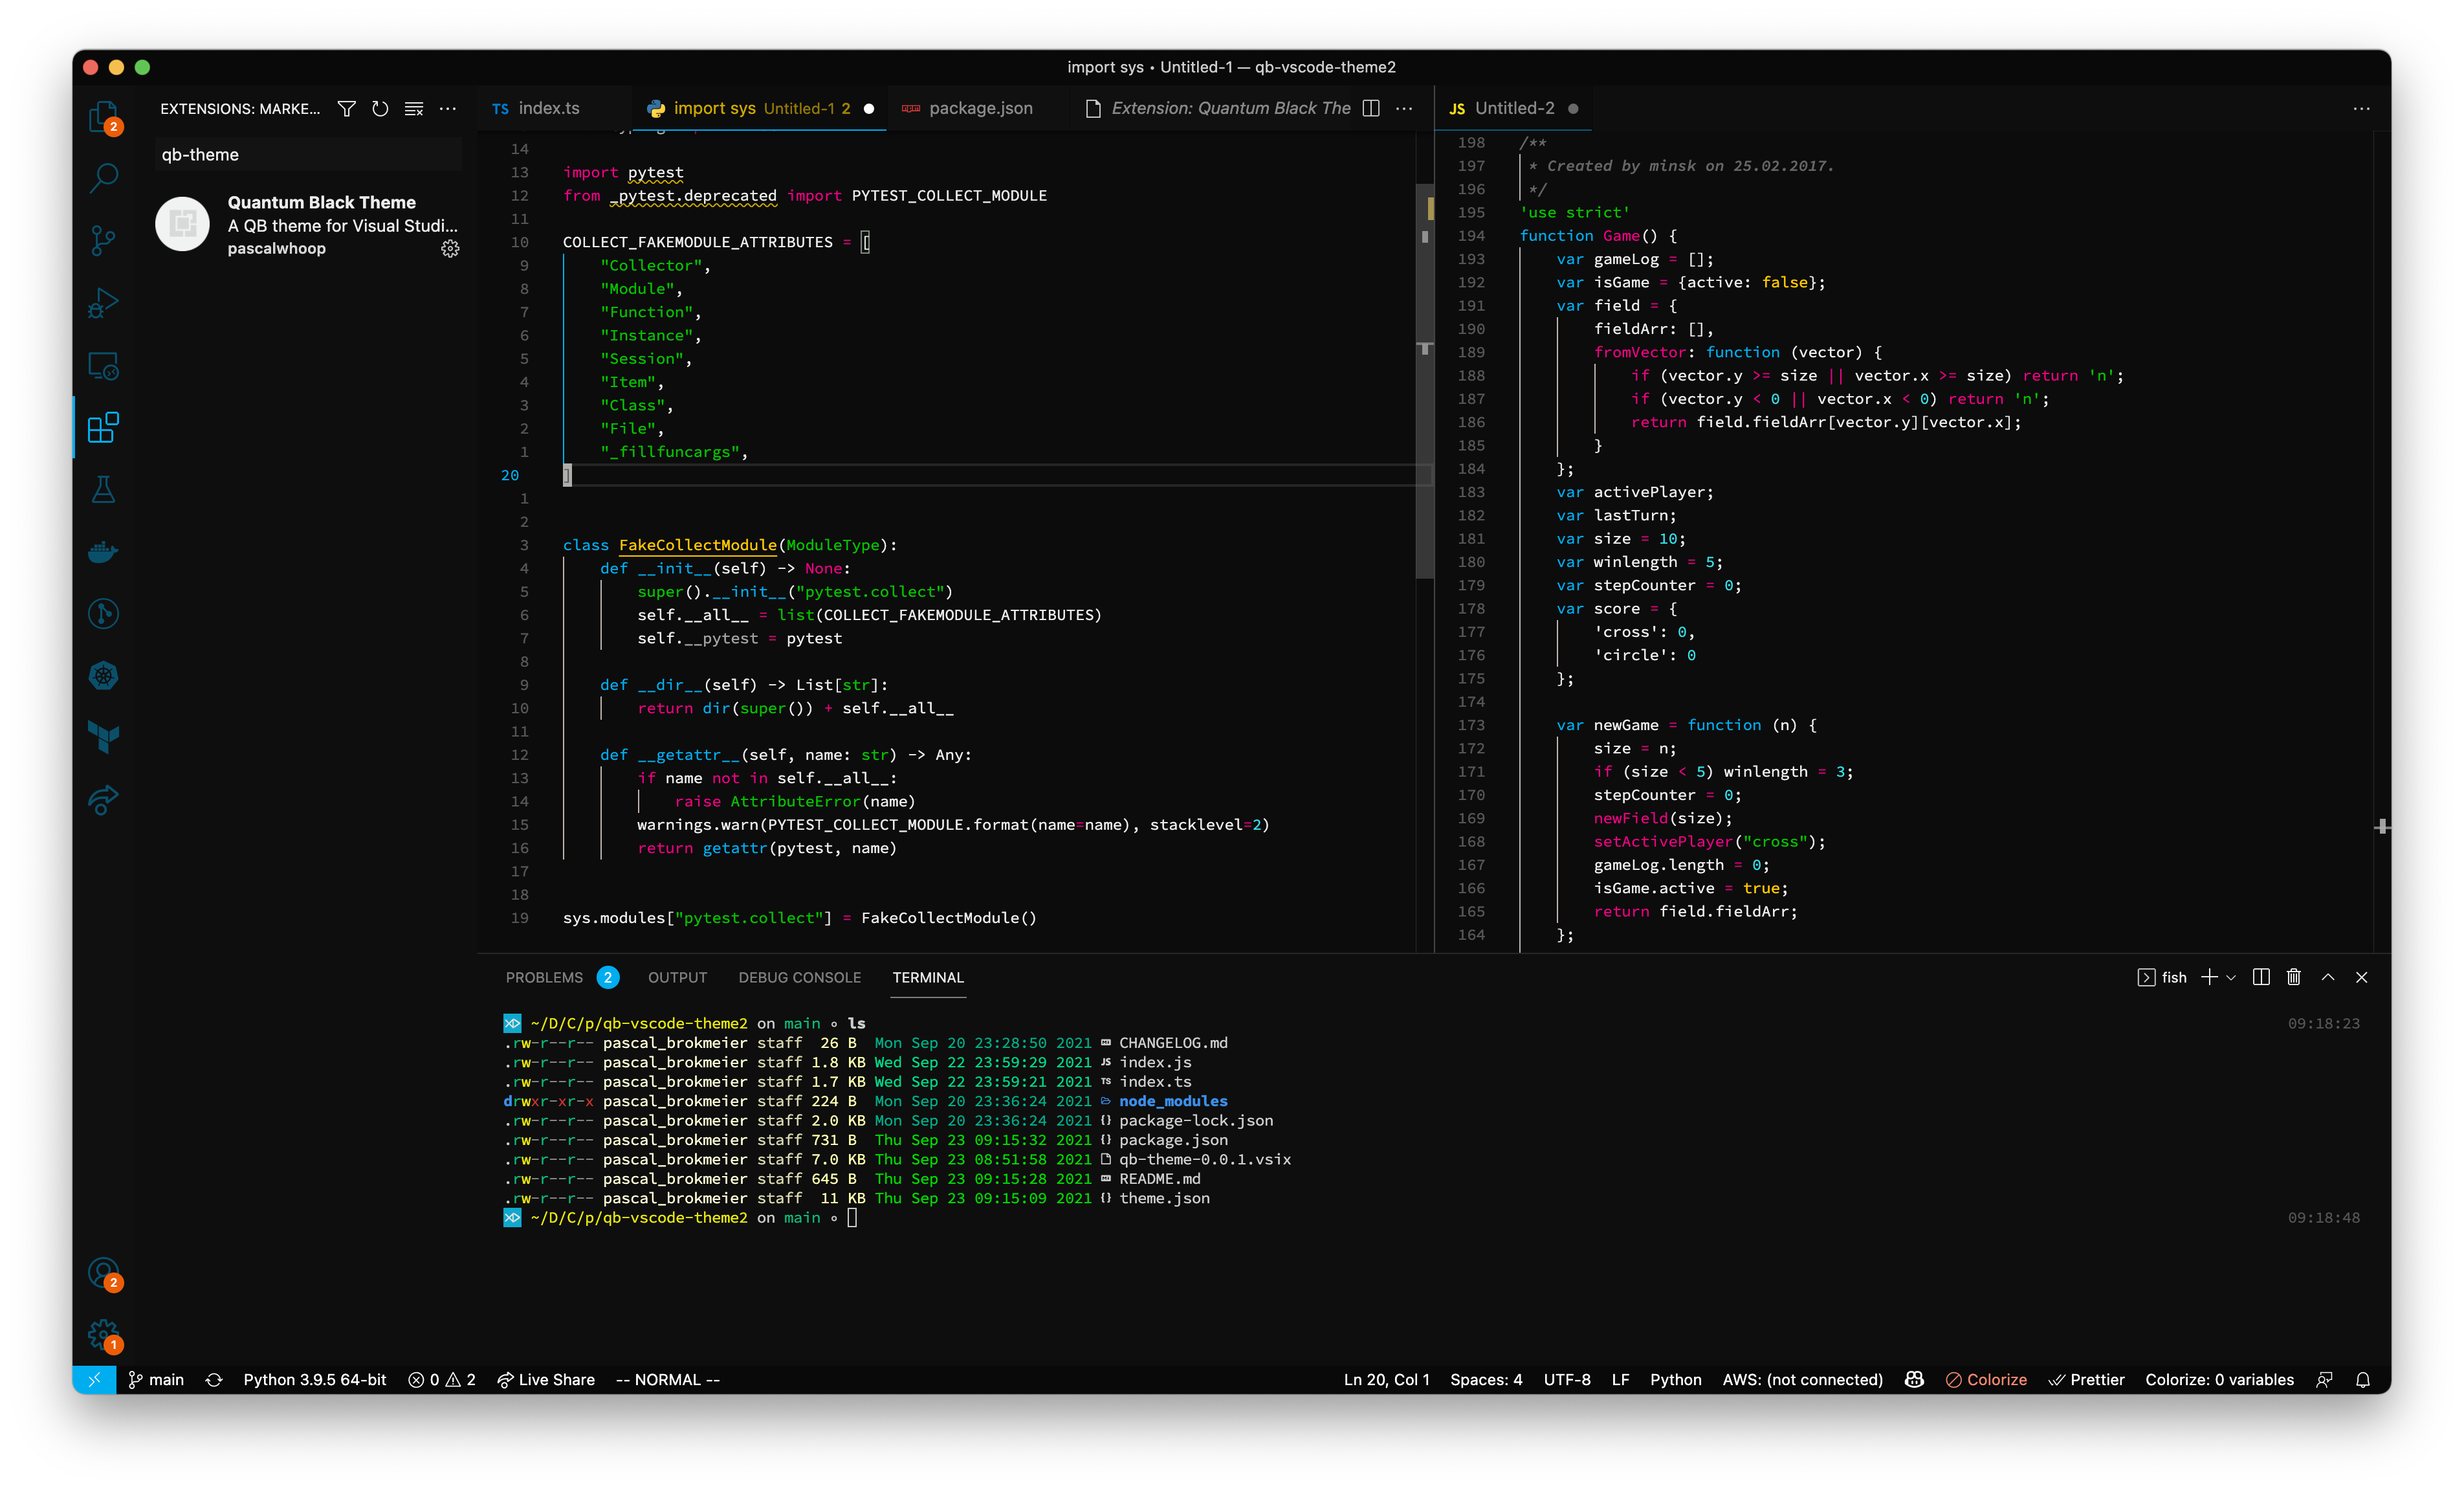 import sys • Untitled-1 — qb-vscode-theme2
2
EXTENSIONS: MARKE...
qb-theme
Quantum Black Theme
A QB theme for Visual Studi...
pascalwhoop
TS index.ts
import sys Untitled-1 2
package.json
Extension: Quantum Black The
JS Untitled-2
14
13 import pytest
12 from _pytest.deprecated import PYTEST_COLLECT_MODULE
11
10 COLLECT_FAKEMODULE_ATTRIBUTES = [
9 "Collector",
8 "Module",
7 "Function",
6 "Instance",
5 "Session",
4 "Item",
3 "Class",
2 "File",
1 "_fillfuncargs",
20 ]
1
2
3 class FakeCollectModule(ModuleType):
4 def __init__(self) -> None:
5 super().__init__("pytest.collect")
6 self.__all__ = list(COLLECT_FAKEMODULE_ATTRIBUTES)
7 self.__pytest = pytest
8
9 def __dir__(self) -> List[str]:
10 return dir(super()) + self.__all__
11
12 def __getattr__(self, name: str) -> Any:
13 if name not in self.__all__:
14 raise AttributeError(name)
15 warnings.warn(PYTEST_COLLECT_MODULE.format(name=name), stacklevel=2)
16 return getattr(pytest, name)
17
18
19 sys.modules["pytest.collect"] = FakeCollectModule()
198 /**
197 * Created by minsk on 25.02.2017.
196 */
195 'use strict'
194 function Game() {
193 var gameLog = [];
192 var isGame = {active: false};
191 var field = {
190 fieldArr: [],
189 fromVector: function (vector) {
188 if (vector.y >= size || vector.x >= size) return 'n';
187 if (vector.y < 0 || vector.x < 0) return 'n';
186 return field.fieldArr[vector.y][vector.x];
185 }
184 };
183 var activePlayer;
182 var lastTurn;
181 var size = 10;
180 var winlength = 5;
179 var stepCounter = 0;
178 var score = {
177 'cross': 0,
176 'circle': 0
175 };
174
173 var newGame = function (n) {
172 size = n;
171 if (size < 5) winlength = 3;
170 stepCounter = 0;
169 newField(size);
168 setActivePlayer("cross");
167 gameLog.length = 0;
166 isGame.active = true;
165 return field.fieldArr;
164 };
PROBLEMS 2 OUTPUT DEBUG CONSOLE TERMINAL
fish
~/D/C/p/qb-vscode-theme2 on main ∘ ls 09:18:23
.rw-r--r-- pascal_brokmeier staff 26 B Mon Sep 20 23:28:50 2021 CHANGELOG.md
.rw-r--r-- pascal_brokmeier staff 1.8 KB Wed Sep 22 23:59:29 2021 JS index.js
.rw-r--r-- pascal_brokmeier staff 1.7 KB Wed Sep 22 23:59:21 2021 TS index.ts
drwxr-xr-x pascal_brokmeier staff 224 B Mon Sep 20 23:36:24 2021 node_modules
.rw-r--r-- pascal_brokmeier staff 2.0 KB Mon Sep 20 23:36:24 2021 {} package-lock.json
.rw-r--r-- pascal_brokmeier staff 731 B Thu Sep 23 09:15:32 2021 {} package.json
.rw-r--r-- pascal_brokmeier staff 7.0 KB Thu Sep 23 08:51:58 2021 qb-theme-0.0.1.vsix
.rw-r--r-- pascal_brokmeier staff 645 B Thu Sep 23 09:15:28 2021 README.md
.rw-r--r-- pascal_brokmeier staff 11 KB Thu Sep 23 09:15:09 2021 {} theme.json
~/D/C/p/qb-vscode-theme2 on main ∘ 09:18:48
2
1
main Python 3.9.5 64-bit 0 2 Live Share -- NORMAL -- Ln 20, Col 1 Spaces: 4 UTF-8 LF Python AWS: (not connected) Colorize Prettier Colorize: 0 variables